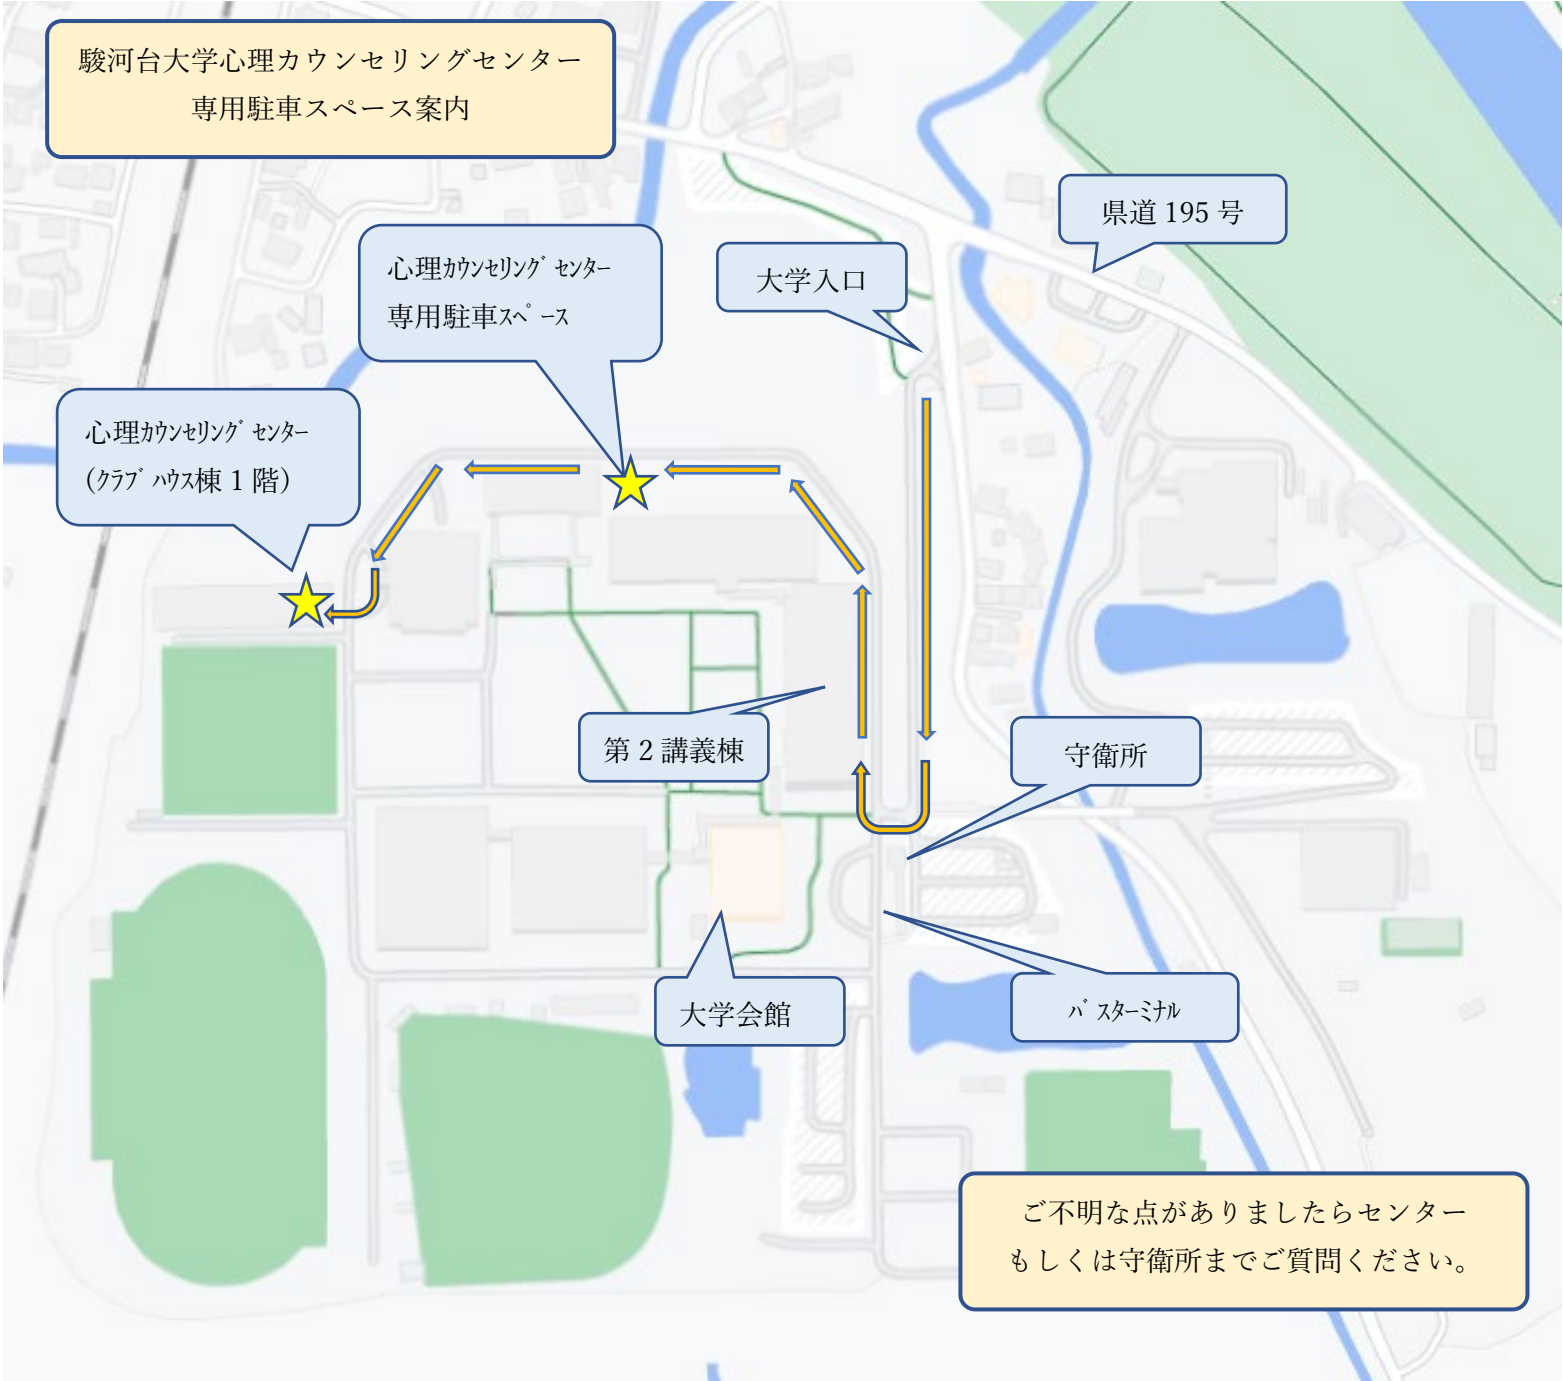 駿河台大学心理カウンセリングセンター
専用駐車スペース案内
県道 195 号
心理ｶｳﾝｾﾘﾝｸﾞｾﾝﾀｰ
専用駐車ｽﾍﾟｰｽ
大学入口
心理ｶｳﾝｾﾘﾝｸﾞｾﾝﾀｰ
(ｸﾗﾌﾞﾊｳｽ棟 1 階)
第 2 講義棟
守衛所
大学会館
ﾊﾞｽﾀｰﾐﾅﾙ
ご不明な点がありましたらセンター
もしくは守衛所までご質問ください。